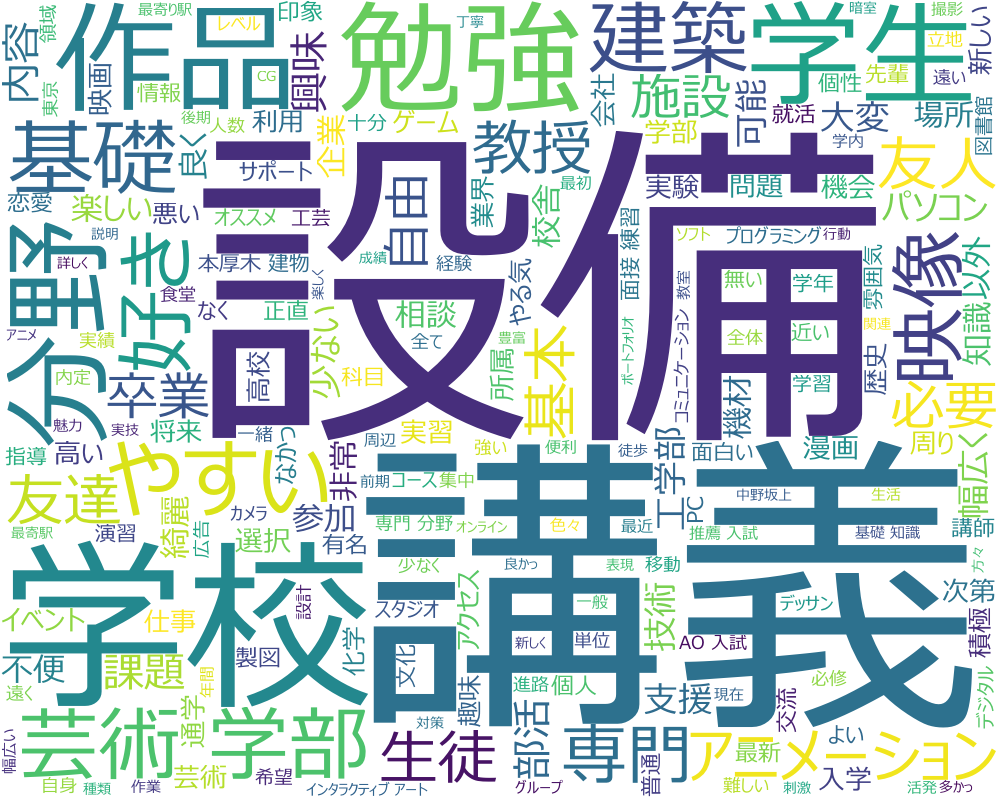 最寄り駅
領域
内容
作品
レベル
印象
丁寧
勉強
建築
学生
暗室
撮影
立地
新しい
東京
映画
情報
CG
興味
後期
人数
利用
企業
十分
ゲーム
会社
施設
可能
個性
先輩
遠い
就活
大変
場所
図書館
基礎
良く
サポート
教授
学部
学内
友人
恋愛
楽しい
悪い
オススメ
工芸
自由
業界
最初
校舎
実験
問題
機会
パソコン
分野
説明
好き
本厚木
建物
成績
楽しく
経験
やる気
面接
練習
ソフト
プログラミング
行動
雰囲気
映像
知識
以外
詳しく
食堂
なく
正直
設備
教室
無い
学年
アニメ
実績
高校
少ない
相談
全て
豊富
所属
基本
ポートフォリオ
コミュニケーション
全体
近い
関連
歴史
内定
卒業
科目
機材
学習
必要
魅力
実技
将来
一緒
周辺
実習
強い
便利
徒歩
工学部
面白い
漫画
周り
幅広く
指導
高い
やすい
なかっ
非常
前期
コース
集中
PC
中野坂上
生活
友達
綺麗
カメラ
参加
専門 分野
オンライン
色々
最近
推薦 入試
基礎 知識
講師
方々
最寄駅
演習
広告
選択
有名
少なく
アクセス
良かっ
表現
移動
学校
講義
イベント
仕事
設計
スタジオ
一般
技術
デッサン
次第
積極
不便
課題
製図
化学
文化
新しく
単位
AO 入試
遠く
年間
趣味
進路
個人
支援
現在
交流
必修
デジタル
幅広い
芸術
学部
通学
対策
生徒
部活
専門
普通
アニメーション
最新
よい
自身
種類
作業
芸術
希望
インタラクティブ アート
グループ
難しい
刺激
入学
活発
多かっ